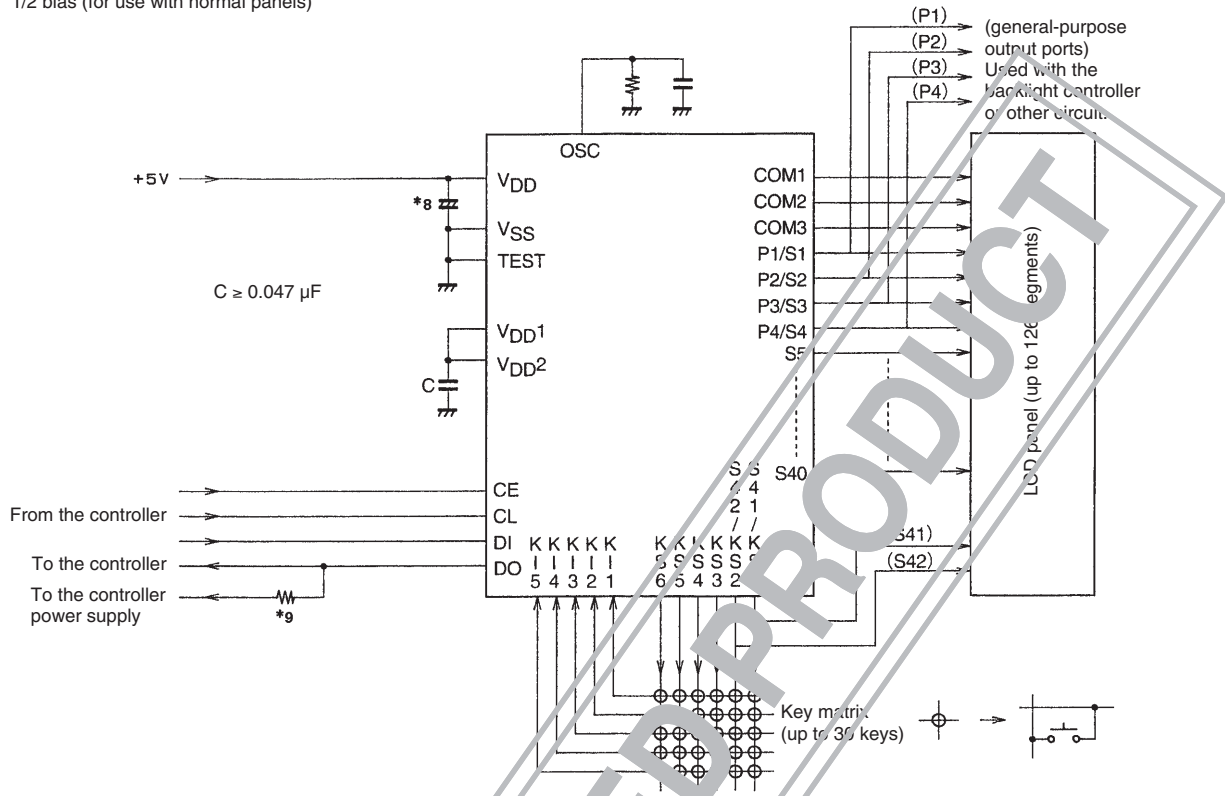 1/2 bias (for use with normal panels)
(P1)
(P2)
(P3)
(P4)
(general-purpose
output ports)
Used with the
backlight controller
or other circuit.
OSC
+5V
VDD
*8
VSS
TEST
C ≥ 0.047 µF
VDD1
VDD2
C
COM1
COM2
COM3
P1/S1
P2/S2
P3/S3
P4/S4
S5
S40
LCD panel (up to 126 segments)
CE
CL
DI
DO
From the controller
To the controller
To the controller
power supply
*9
KI5
KI4
KI3
KI2
KI1
KS6
KS5
KS4
KS3
S42/KS2
S41/KS1
(S41)
(S42)
Key matrix
(up to 30 keys)
PRODUCT